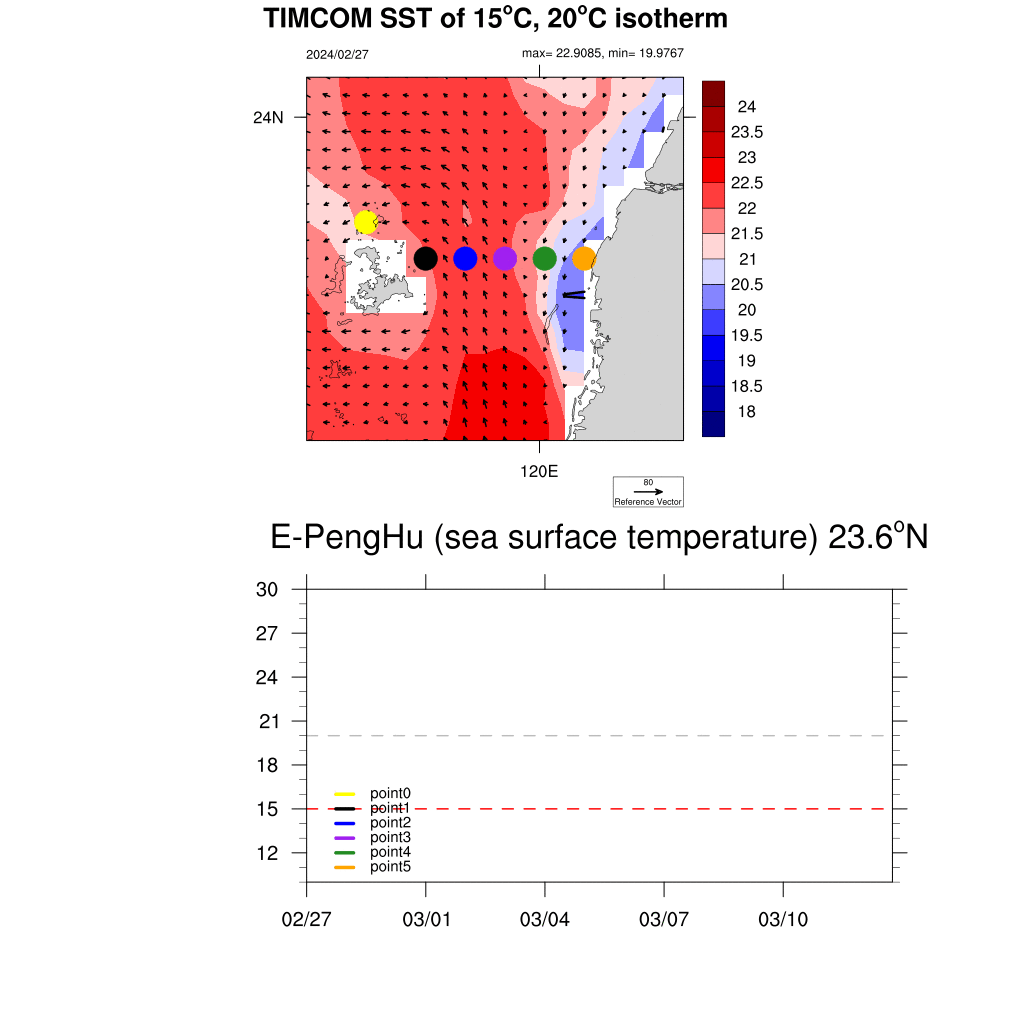 TIMCOM SST of 15°C, 20°C isotherm
2024/02/27
max= 22.9085, min= 19.9767
24N
120E
24
23.5
23
22.5
22
21.5
21
20.5
20
19.5
19
18.5
18
80
Reference Vector
E-PengHu (sea surface temperature) 23.6°N
30
27
24
21
18
15
12
point0
point1
point2
point3
point4
point5
02/27 03/01 03/04 03/07 03/10